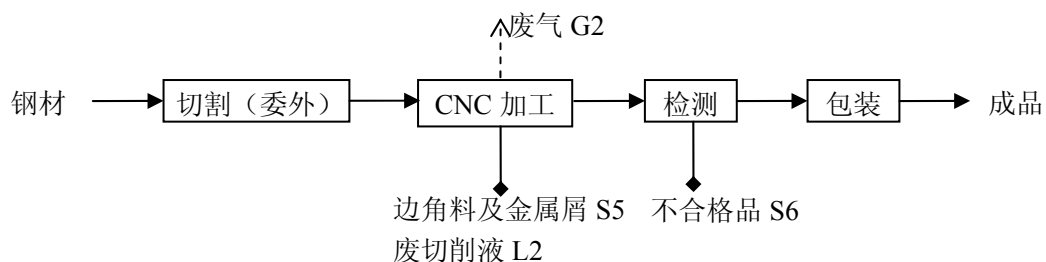 废气 G2
钢材
切割（委外）
CNC 加工
检测
包装
成品
边角料及金属屑 S5
不合格品 S6
废切削液 L2